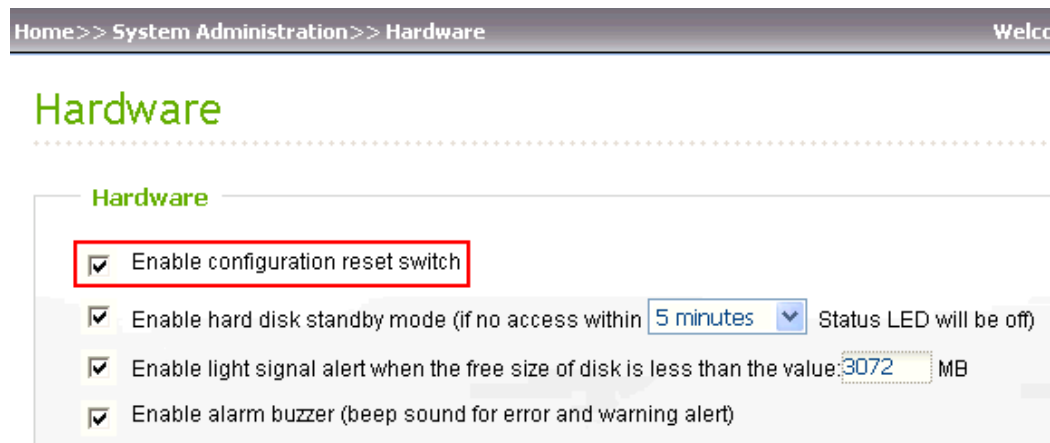 Home>> System Administration>> Hardware Welco
Hardware
Hardware
Enable configuration reset switch
Enable hard disk standby mode (if no access within 5 minutes Status LED will be off)
Enable light signal alert when the free size of disk is less than the value:3072 MB
Enable alarm buzzer (beep sound for error and warning alert)